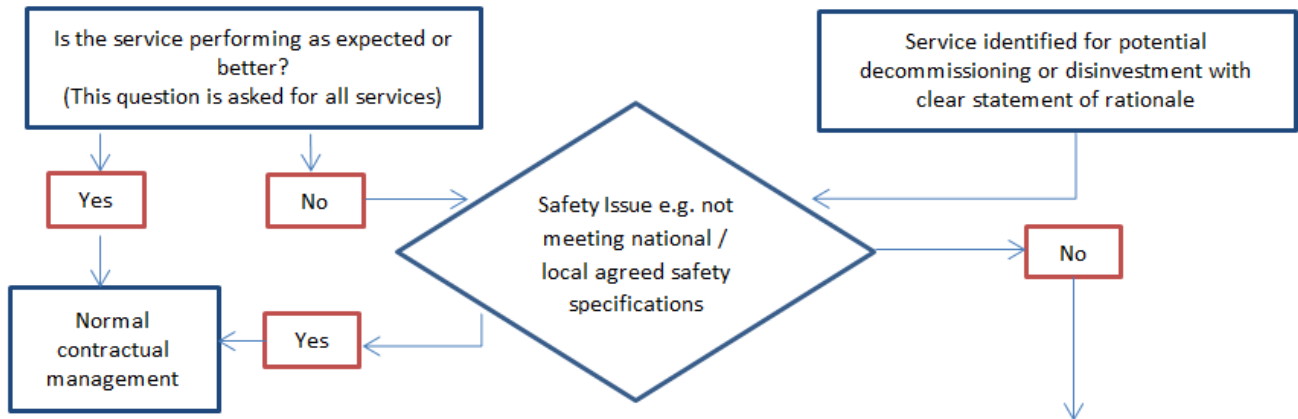 Is the service performing as expected or
better?
(This question is asked for all services)
Service identified for potential
decommissioning or disinvestment with
clear statement of rationale
Yes
No
Safety Issue e.g. not
meeting national /
local agreed safety
specifications
No
Normal
contractual
management
Yes